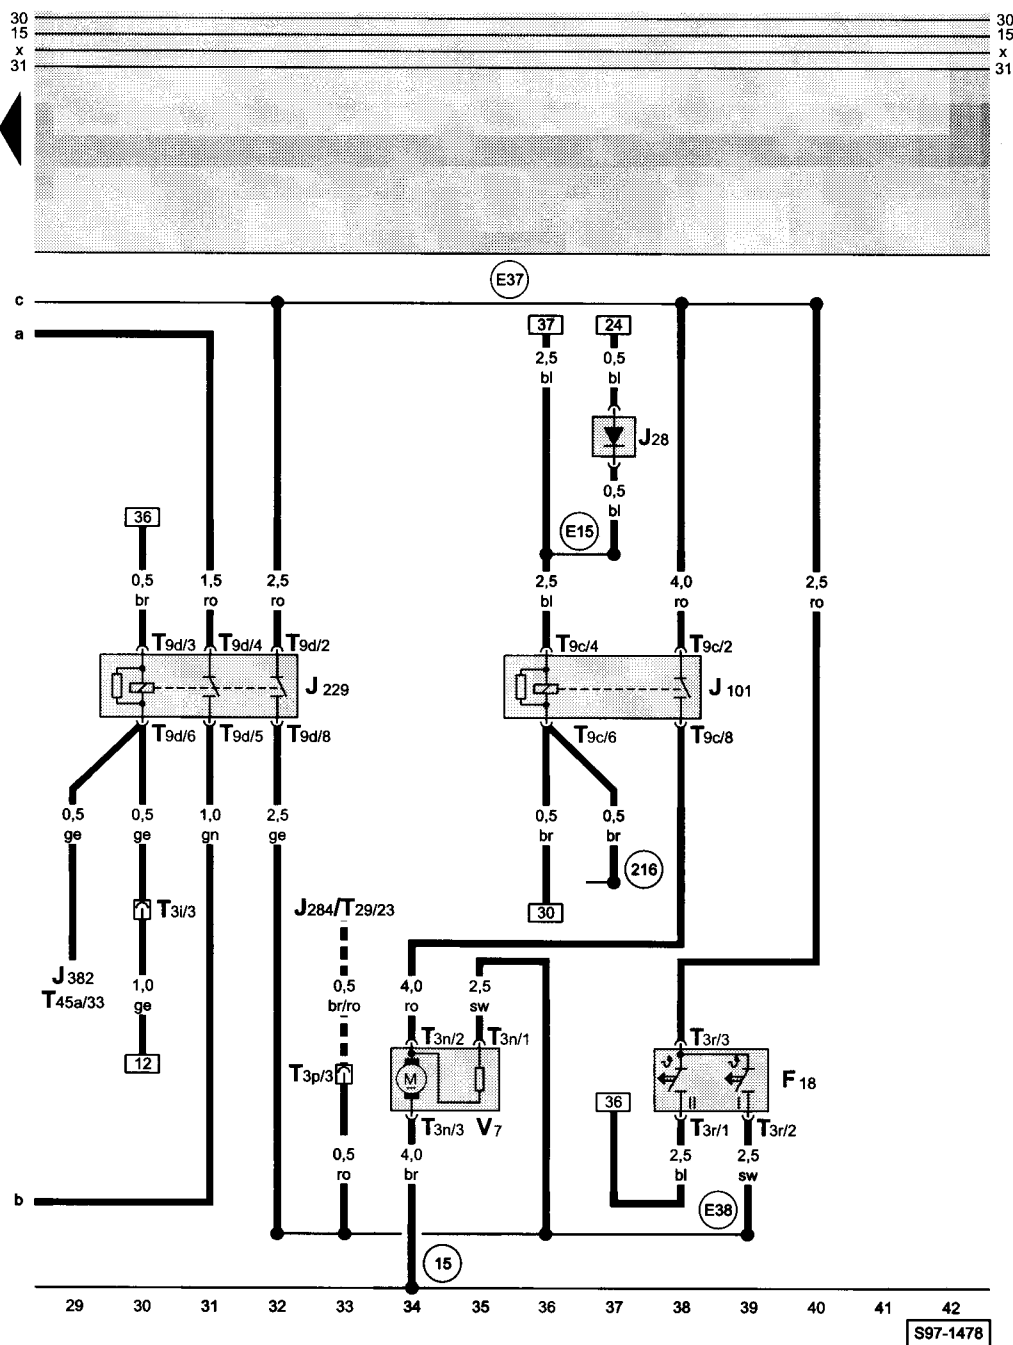 30 30
15 15
x x
31 31
E37
c
a
37 24
2,5 0,5
bl bl
J28
0,5
bl
36
E15
0,5 1,5 2,5 2,5 4,0 2,5
br ro ro bl ro ro
T9d/3 T9d/4 T9d/2 T9c/4 T9c/2
J 229 J 101
T9d/6 T9d/5 T9d/8 T9c/6 T9c/8
0,5 0,5 1,0 2,5 0,5 0,5
ge ge gn ge br br
216
T3i/3 J284/T29/23 30
J382 1,0 0,5 4,0 2,5
T45a/33 ge br/ro ro sw
T3n/2 T3n/1 T3r/3
12 T3p/3 M F 18
36 II I
T3n/3 V7 T3r/1 T3r/2
0,5 4,0 2,5 2,5
ro br bl sw
b E38
15
29 30 31 32 33 34 35 36 37 38 39 40 41 42
S97-1478